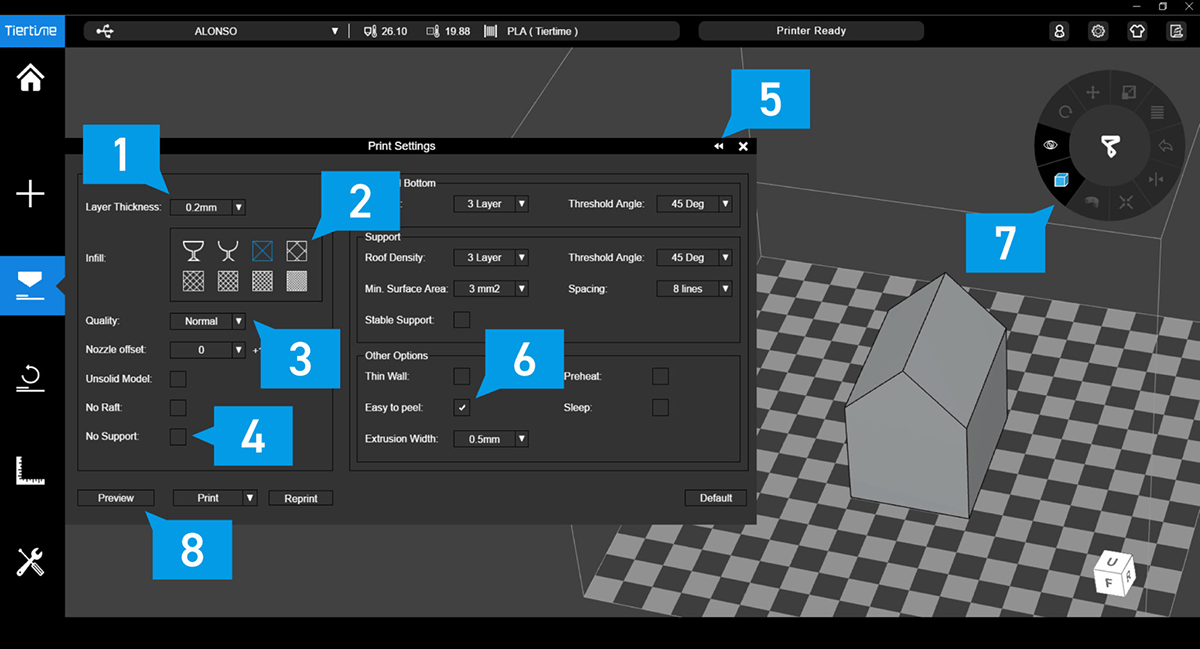 Tiertime
ALONSO
26.10
19.88
PLA ( Tiertime )
Printer Ready
5
Print Settings
1
Bottom
Layer Thickness: 0.2mm
2
3 Layer
Threshold Angle: 45 Deg
7
Support
Infill:
Roof Density: 3 Layer
Threshold Angle: 45 Deg
Min. Surface Area: 3 mm2
Spacing: 8 lines
Quality: Normal
Stable Support:
Nozzle offset: 0
3
Other Options
6
Unsolid Model:
Thin Wall:
Preheat:
No Raft:
Easy to peel:
Sleep:
No Support:
4
Extrusion Width: 0.5mm
Preview
Print
Reprint
Default
8
U
F
R